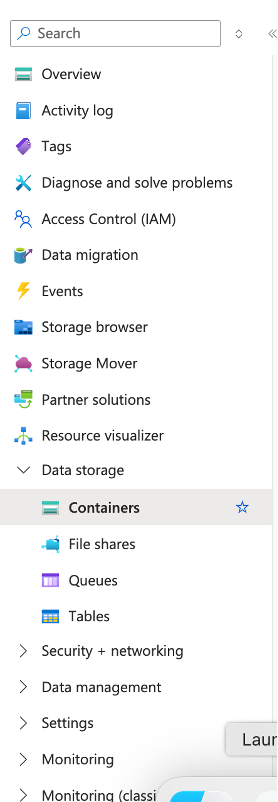 Search
Overview
Activity log
Tags
Diagnose and solve problems
Access Control (IAM)
Data migration
Events
Storage browser
Storage Mover
Partner solutions
Resource visualizer
Data storage
Containers
File shares
Queues
Tables
Security + networking
Data management
Settings
Laun
Monitoring
Monitoring (classi